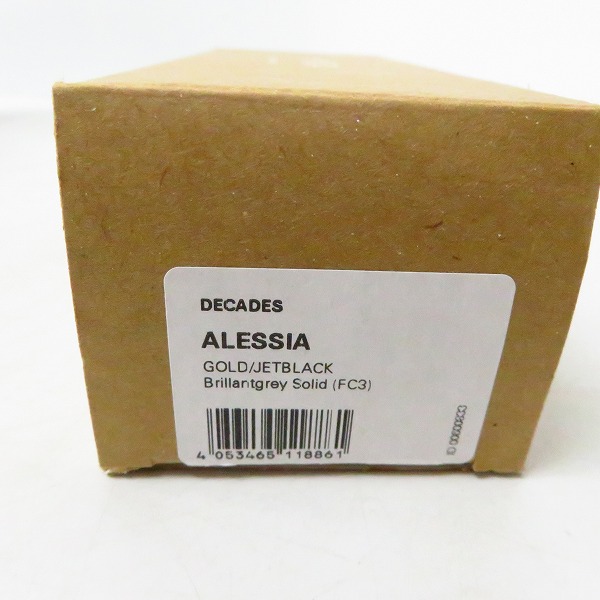 DECADES
ALESSIA
GOLD/JETBLACK
Brillantgrey Solid (FC3)
4 053465 118861